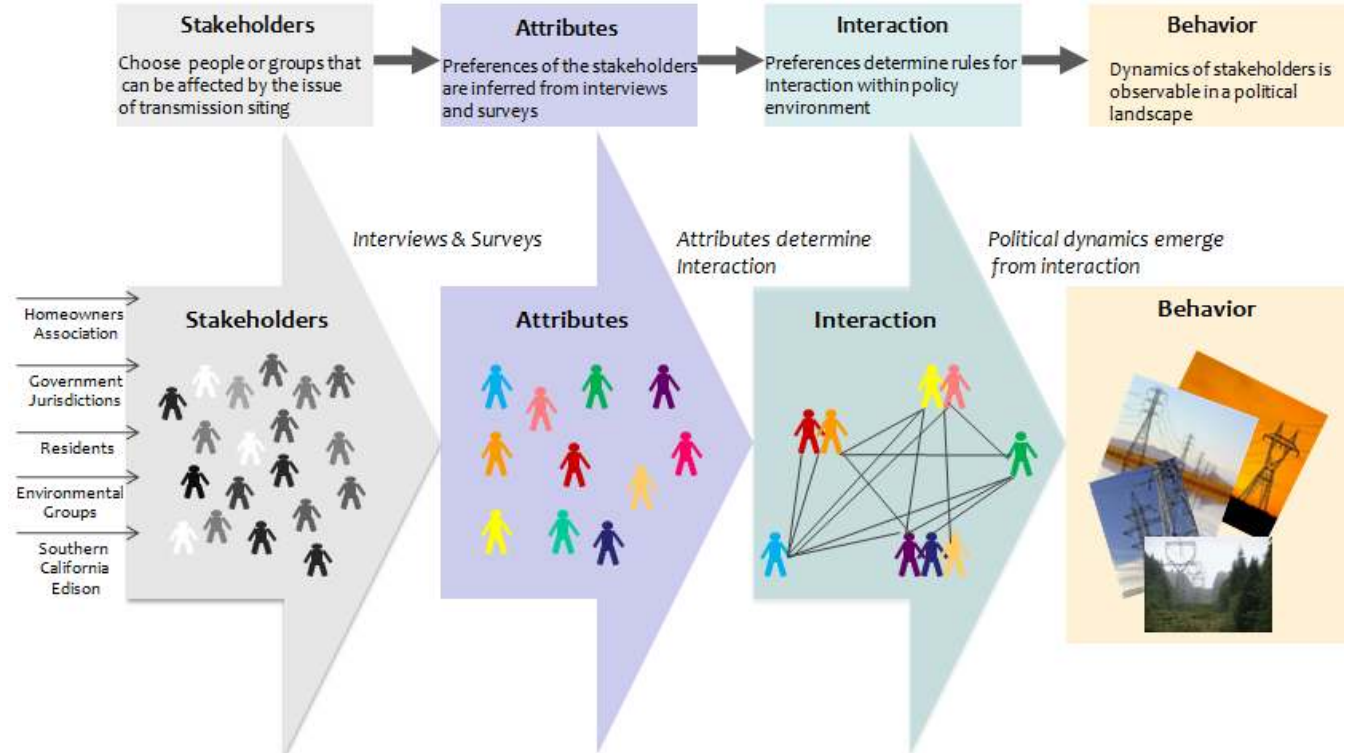 Stakeholders
Choose people or groups that
can be affected by the issue
of transmission siting
Attributes
Preferences of the stakeholders
are inferred from interviews
and surveys
Interaction
Preferences determine rules for
Interaction within policy
environment
Behavior
Dynamics of stakeholders is
observable in a political
landscape
Interviews & Surveys
Attributes determine
Interaction
Political dynamics emerge
from interaction
Homeowners
Association
Government
Jurisdictions
Residents
Environmental
Groups
Southern
California
Edison
Stakeholders
Attributes
Interaction
Behavior